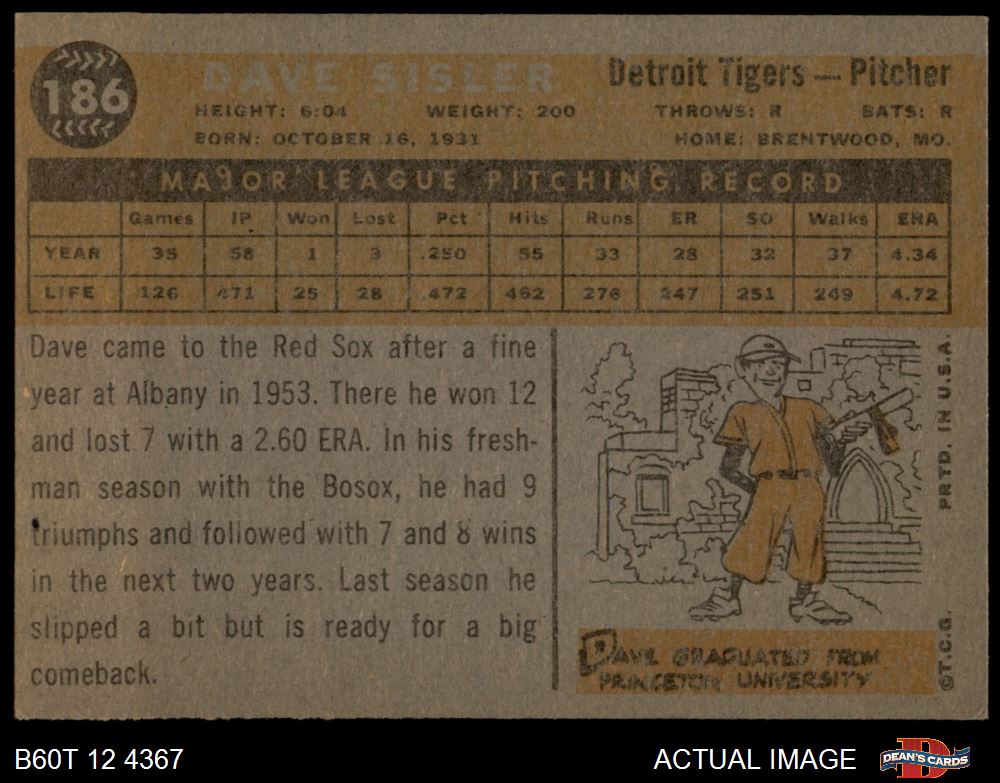 186
DAVE SISLER
Detroit Tigers — Pitcher
HEIGHT: 6:04 WEIGHT: 200 THROWS: R BATS: R
BORN: OCTOBER 16, 1931 HOME: BRENTWOOD, MO.
MAJOR LEAGUE PITCHING RECORD
Games IP Won Lost Pct Hits Runs ER SO Walks ERA
YEAR 35 58 1 3 .250 55 33 28 32 37 4.34
LIFE 126 471 25 28 .472 462 276 247 251 249 4.72
Dave came to the Red Sox after a fine
year at Albany in 1953. There he won 12
and lost 7 with a 2.60 ERA. In his fresh-
man season with the Bosox, he had 9
triumphs and followed with 7 and 8 wins
in the next two years. Last season he
slipped a bit but is ready for a big
comeback.
DAVE GRADUATED FROM
PRINCETON UNIVERSITY
©T.C.G. PRTD. IN U.S.A.
B60T 12 4367
ACTUAL IMAGE
D
DEAN'S CARDS